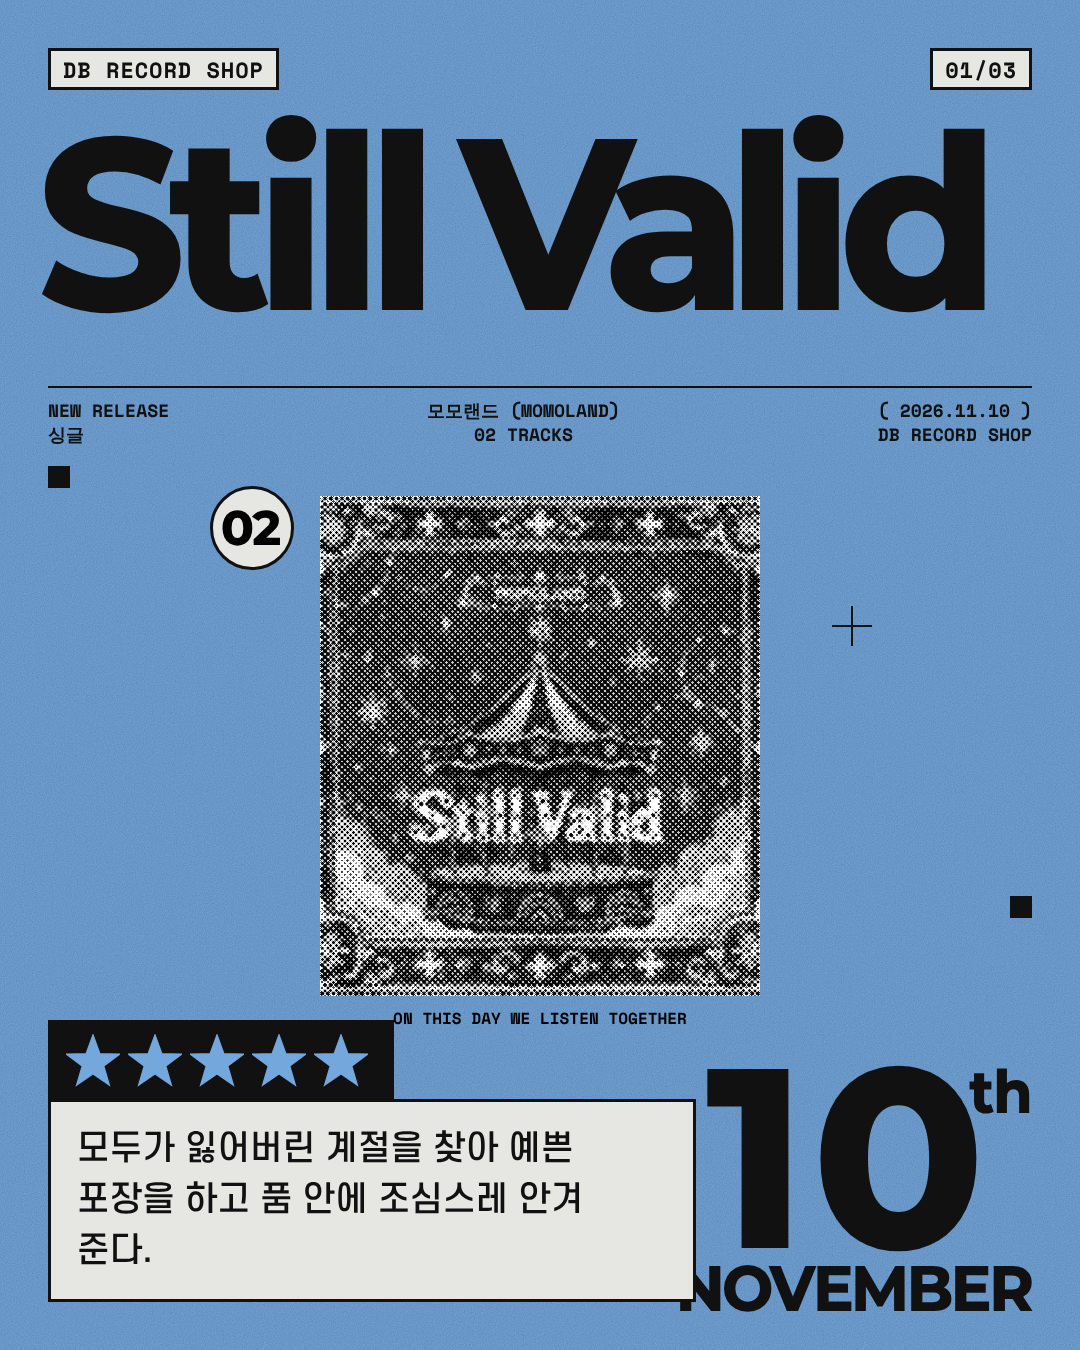 DB RECORD SHOP
01/03
Still Valid
NEW RELEASE
싱글
모모랜드 (MOMOLAND)
02 TRACKS
( 2026.11.10 )
DB RECORD SHOP
02
Still Valid
ON THIS DAY WE LISTEN TOGETHER
모두가 잃어버린 계절을 찾아 예쁜
포장을 하고 품 안에 조심스레 안겨
준다.
10th
NOVEMBER